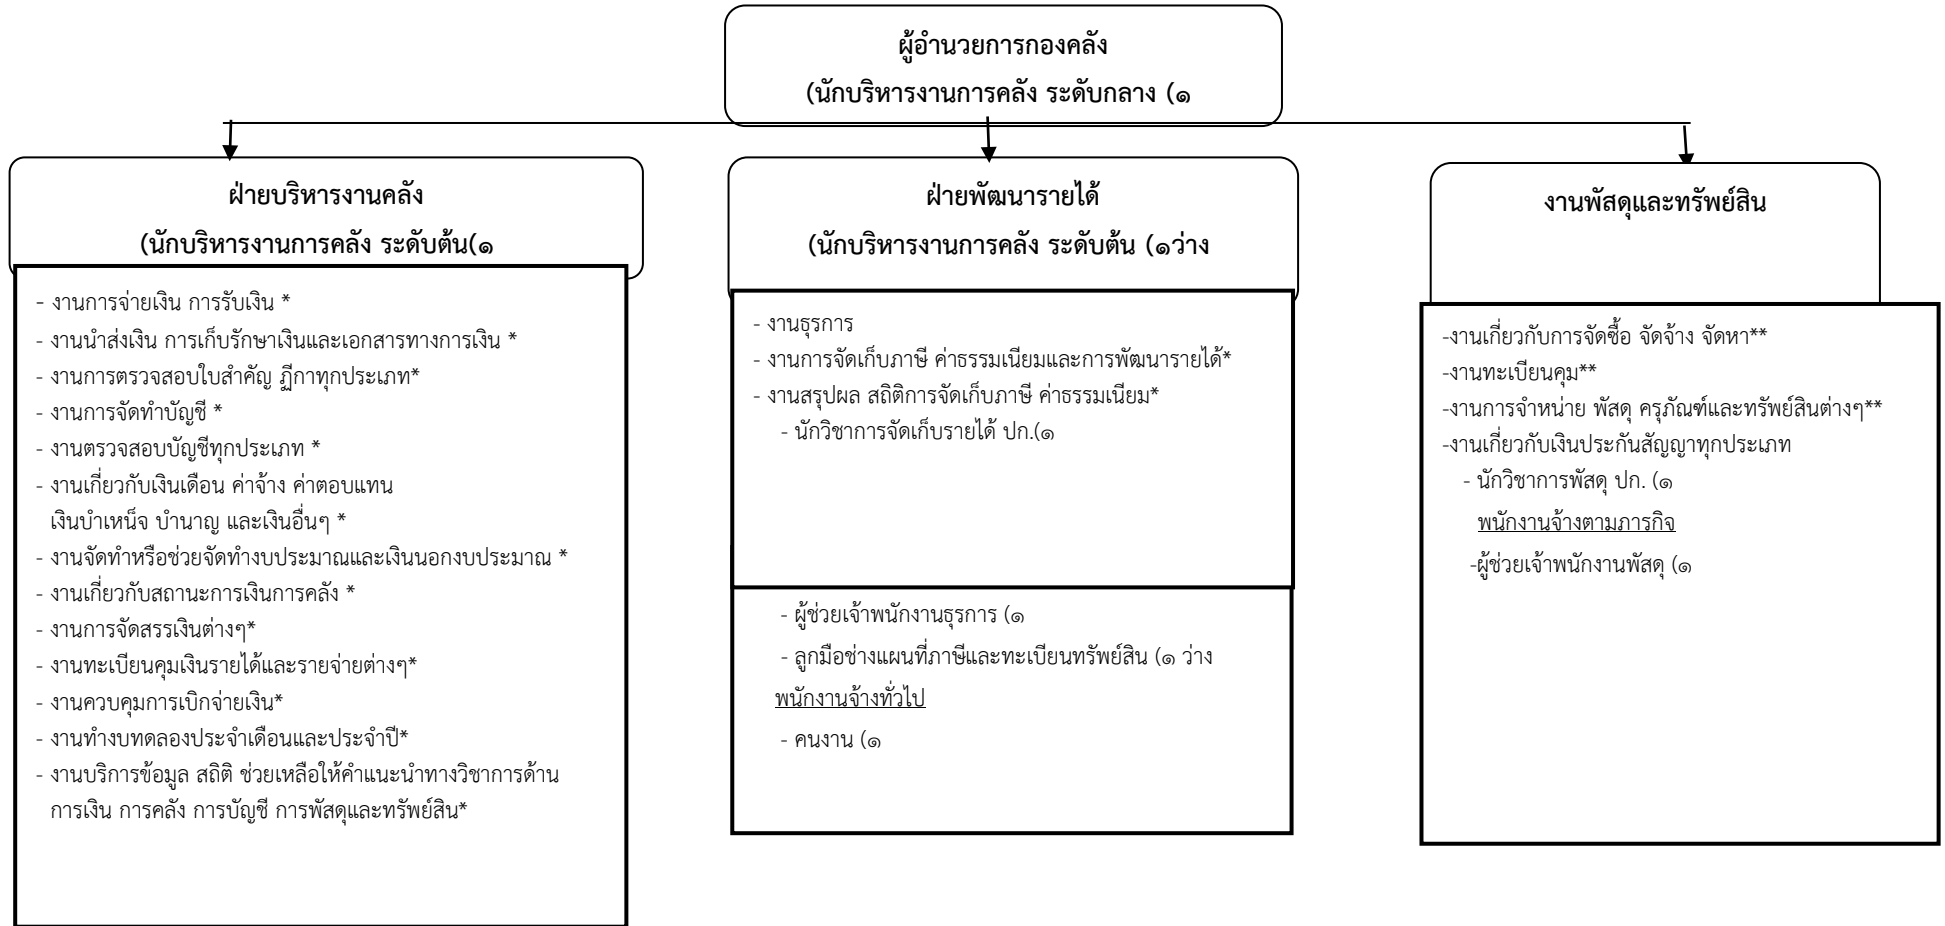 ผู้อำนวยการกองคลัง
(นักบริหารงานการคลัง ระดับกลาง (๑
ฝ่ายบริหารงานคลัง
(นักบริหารงานการคลัง ระดับต้น(๑
- งานการจ่ายเงิน การรับเงิน *
- งานนำส่งเงิน การเก็บรักษาเงินและเอกสารทางการเงิน *
- งานการตรวจสอบใบสำคัญ ฏีกาทุกประเภท*
- งานการจัดทำบัญชี *
- งานตรวจสอบบัญชีทุกประเภท *
- งานเกี่ยวกับเงินเดือน ค่าจ้าง ค่าตอบแทน
เงินบำเหน็จ บำนาญ และเงินอื่นๆ *
- งานจัดทำหรือช่วยจัดทำงบประมาณและเงินนอกงบประมาณ *
- งานเกี่ยวกับสถานะการเงินการคลัง *
- งานการจัดสรรเงินต่างๆ*
- งานทะเบียนคุมเงินรายได้และรายจ่ายต่างๆ*
- งานควบคุมการเบิกจ่ายเงิน*
- งานทำงบทดลองประจำเดือนและประจำปี*
- งานบริการข้อมูล สถิติ ช่วยเหลือให้คำแนะนำทางวิชาการด้าน
การเงิน การคลัง การบัญชี การพัสดุและทรัพย์สิน*
ฝ่ายพัฒนารายได้
(นักบริหารงานการคลัง ระดับต้น (๑ว่าง
- งานธุรการ
- งานการจัดเก็บภาษี ค่าธรรมเนียมและการพัฒนารายได้*
- งานสรุปผล สถิติการจัดเก็บภาษี ค่าธรรมเนียม*
- นักวิชาการจัดเก็บรายได้ ปก.(๑
- ผู้ช่วยเจ้าพนักงานธุรการ (๑
- ลูกมือช่างแผนที่ภาษีและทะเบียนทรัพย์สิน (๑ ว่าง
พนักงานจ้างทั่วไป
- คนงาน (๑
งานพัสดุและทรัพย์สิน
-งานเกี่ยวกับการจัดซื้อ จัดจ้าง จัดหา**
-งานทะเบียนคุม**
-งานการจำหน่าย พัสดุ ครุภัณฑ์และทรัพย์สินต่างๆ**
-งานเกี่ยวกับเงินประกันสัญญาทุกประเภท
- นักวิชาการพัสดุ ปก. (๑
พนักงานจ้างตามภารกิจ
-ผู้ช่วยเจ้าพนักงานพัสดุ (๑